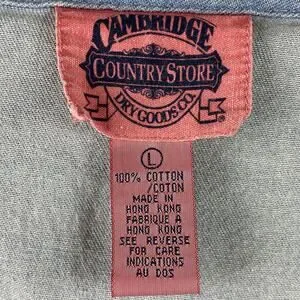 CAMBRIDGE
COUNTRY STORE
DRY GOODS CO.
®
L
100% COTTON
/COTON
MADE IN
HONG KONG
FABRIQUE A
HONG KONG
SEE REVERSE
FOR CARE
INDICATIONS
AU DOS